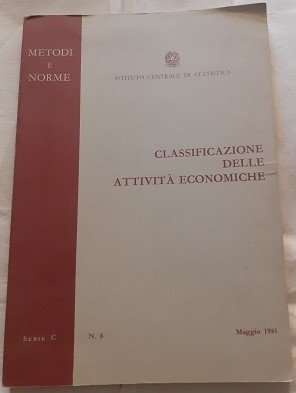 METODI
E
NORME
ISTITUTO CENTRALE DI STATISTICA
CLASSIFICAZIONE
DELLE
ATTIVITÀ ECONOMICHE
SERIE C
N. 8
Maggio 1981